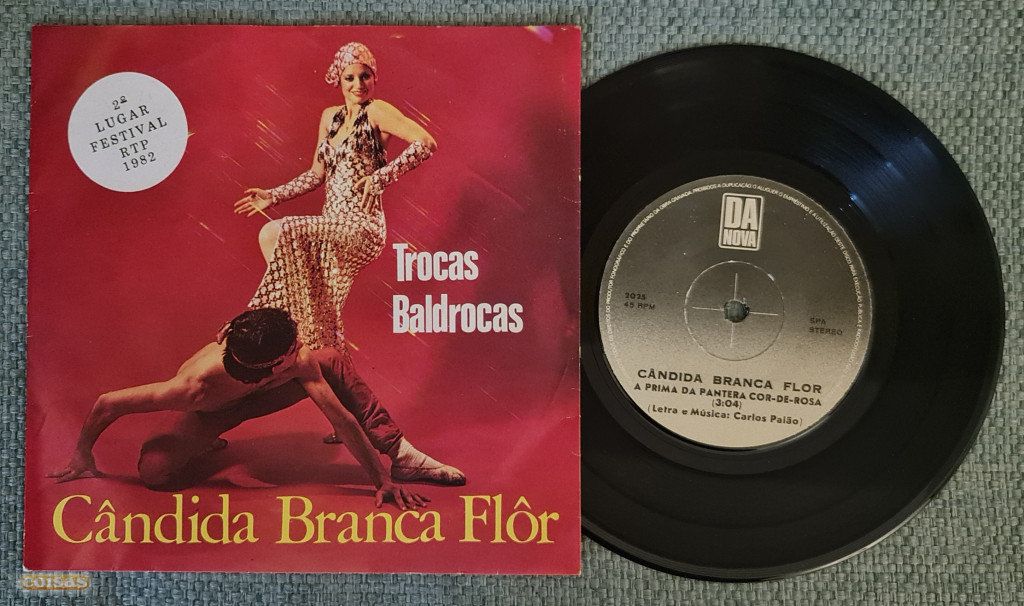 2ª
LUGAR
FESTIVAL
RTP
1982
Trocas
Baldrocas
Cândida Branca Flôr
coisas
DA
NOVA
2025
45 RPM
SPA
STEREO
CÂNDIDA BRANCA FLOR
A PRIMA DA PANTERA COR-DE-ROSA
(3:04)
(Letra e Música: Carlos Paião)